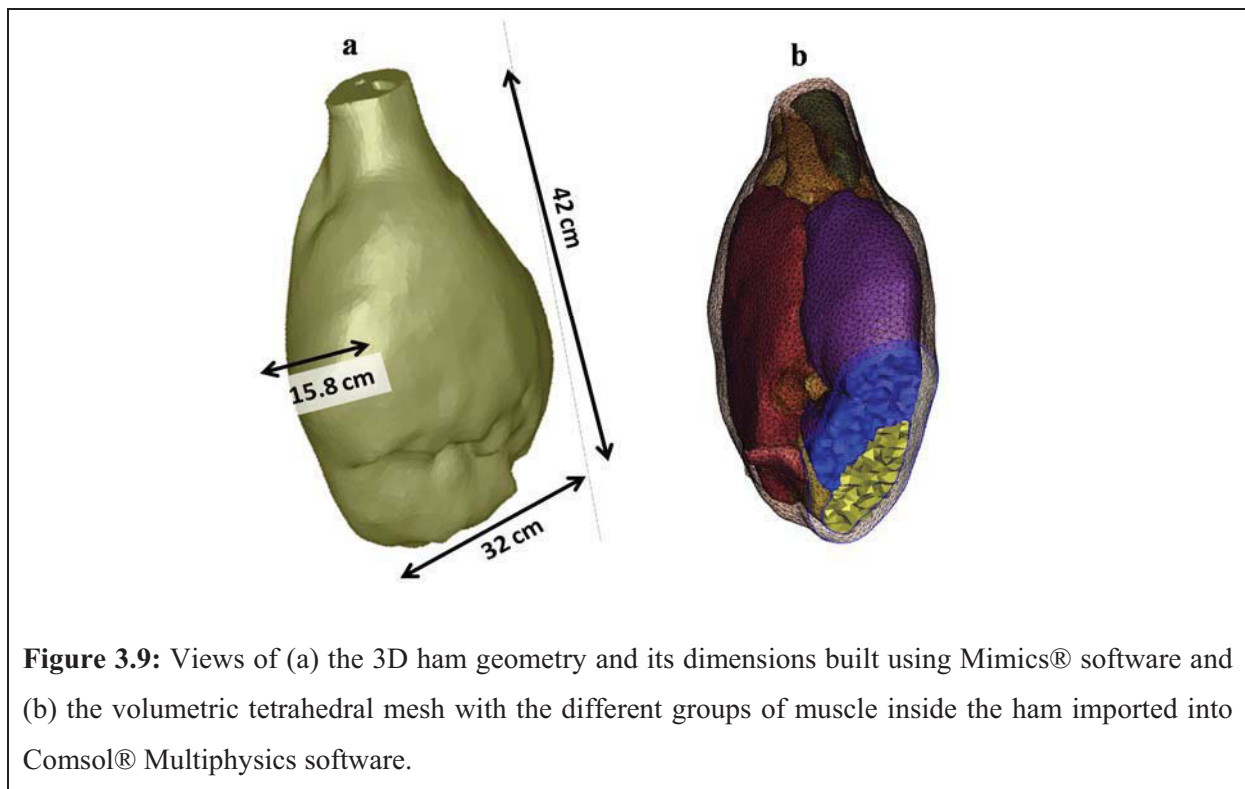 a
b
42 cm
15.8 cm
32 cm
Figure 3.9: Views of (a) the 3D ham geometry and its dimensions built using Mimics® software and
(b) the volumetric tetrahedral mesh with the different groups of muscle inside the ham imported into
Comsol® Multiphysics software.